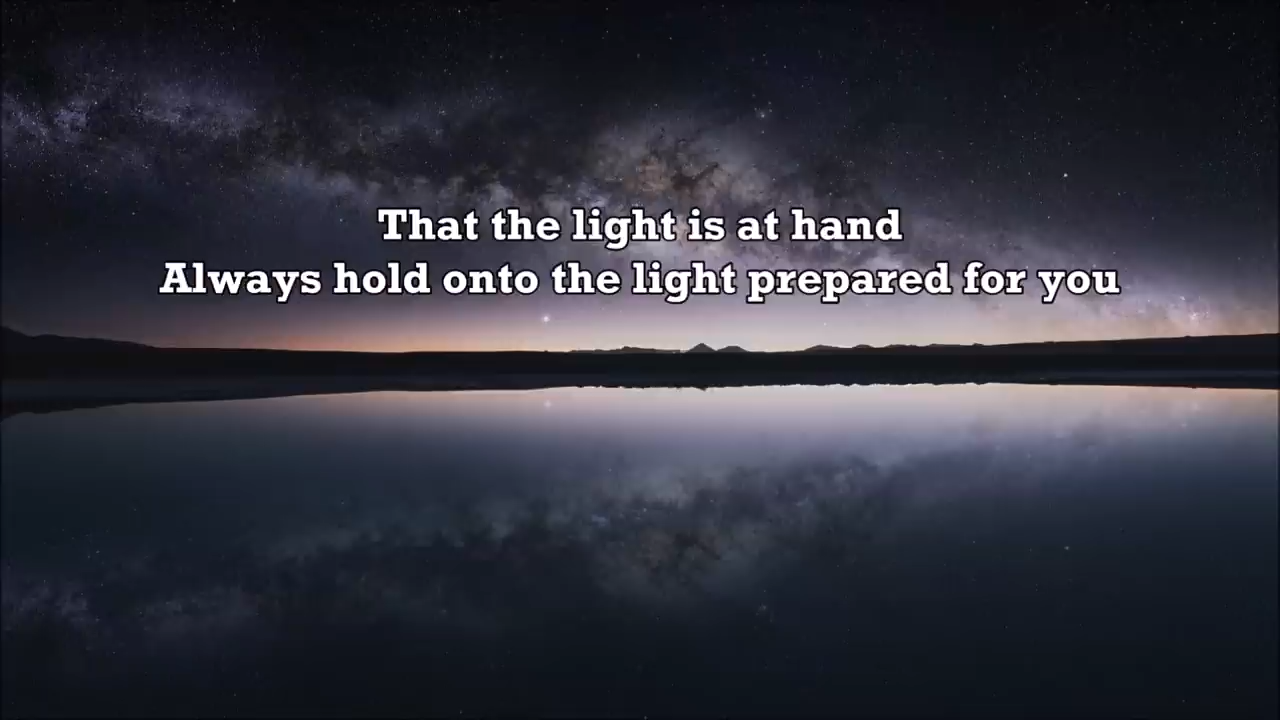 That the light is at hand
Always hold onto the light prepared for you